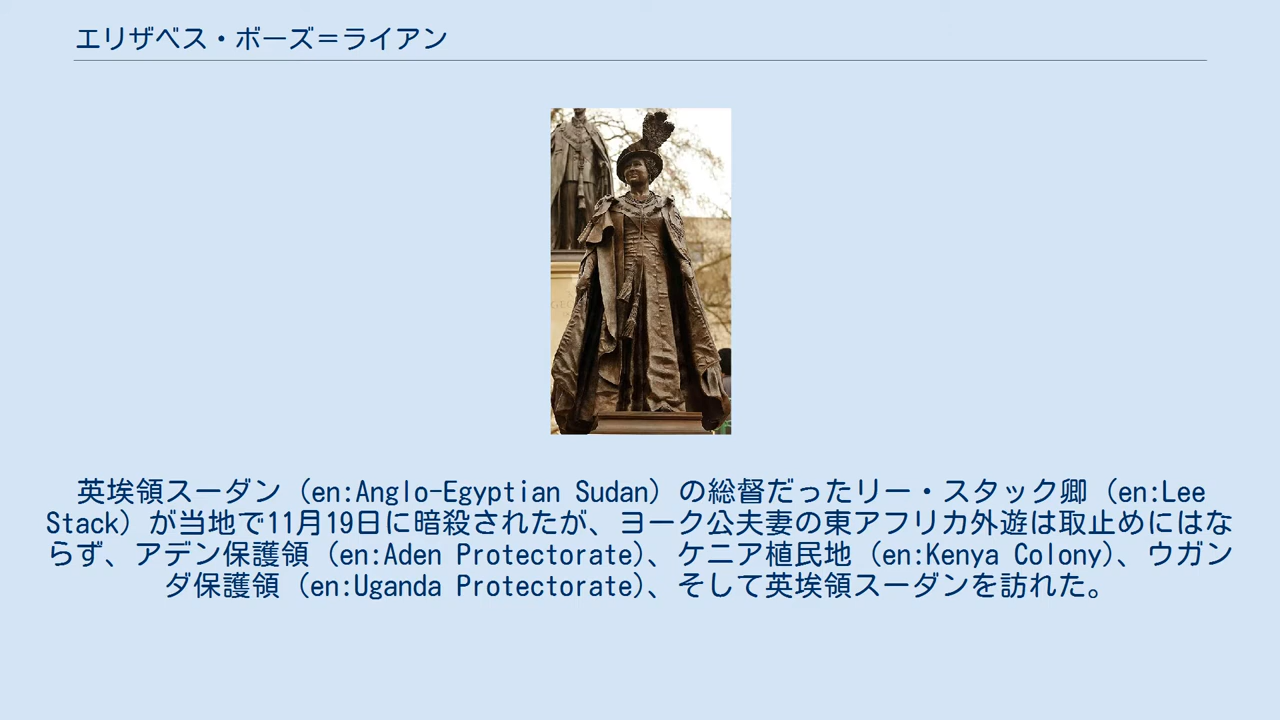 エリザベス・ボーズ＝ライアン
英埃領スーダン（en:Anglo-Egyptian Sudan）の総督だったリー・スタック卿（en:Lee
Stack）が当地で11月19日に暗殺されたが、ヨーク公夫妻の東アフリカ外遊は取止めにはな
らず、アデン保護領（en:Aden Protectorate）、ケニア植民地（en:Kenya Colony）、ウガン
ダ保護領（en:Uganda Protectorate）、そして英埃領スーダンを訪れた。